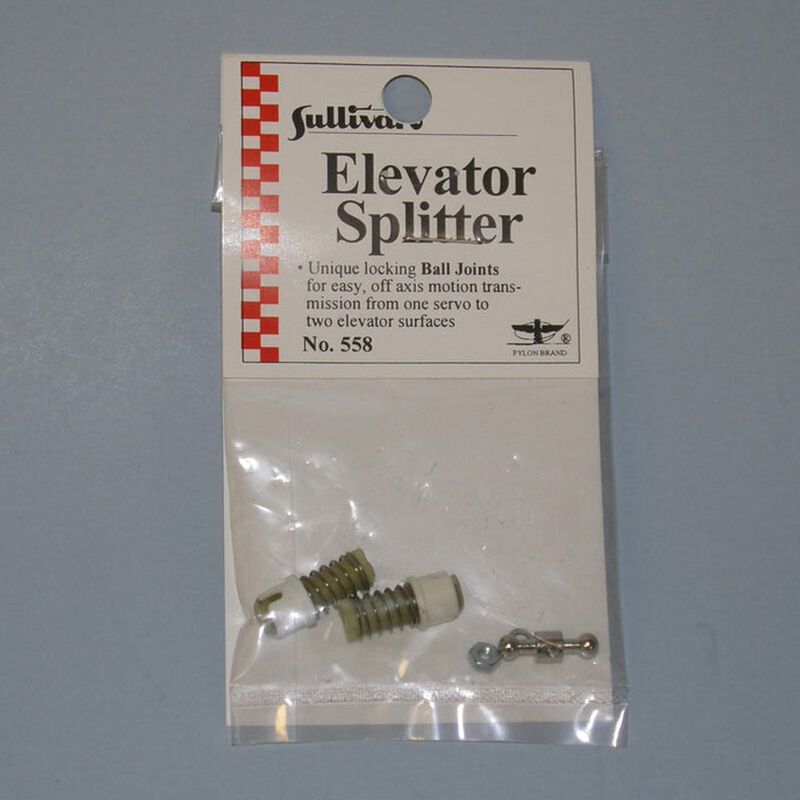 Sullivan
Elevator
Splitter
• Unique locking Ball Joints
for easy, off axis motion trans-
mission from one servo to
two elevator surfaces
No. 558
®
PYLON BRAND